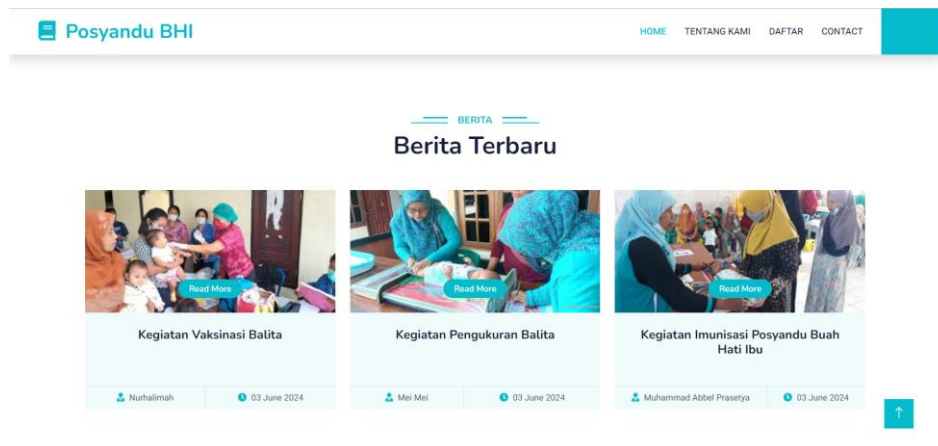 Posyandu BHI
HOME TENTANG KAMI DAFTAR CONTACT
BERITA
Berita Terbaru
Read More Read More Read More
Kegiatan Vaksinasi Balita
Kegiatan Pengukuran Balita
Kegiatan Imunisasi Posyandu Buah
Hati Ibu
Nurhalimah 03 June 2024
Mei Mei 03 June 2024
Muhammad Abbel Prasetya 03 June 2024